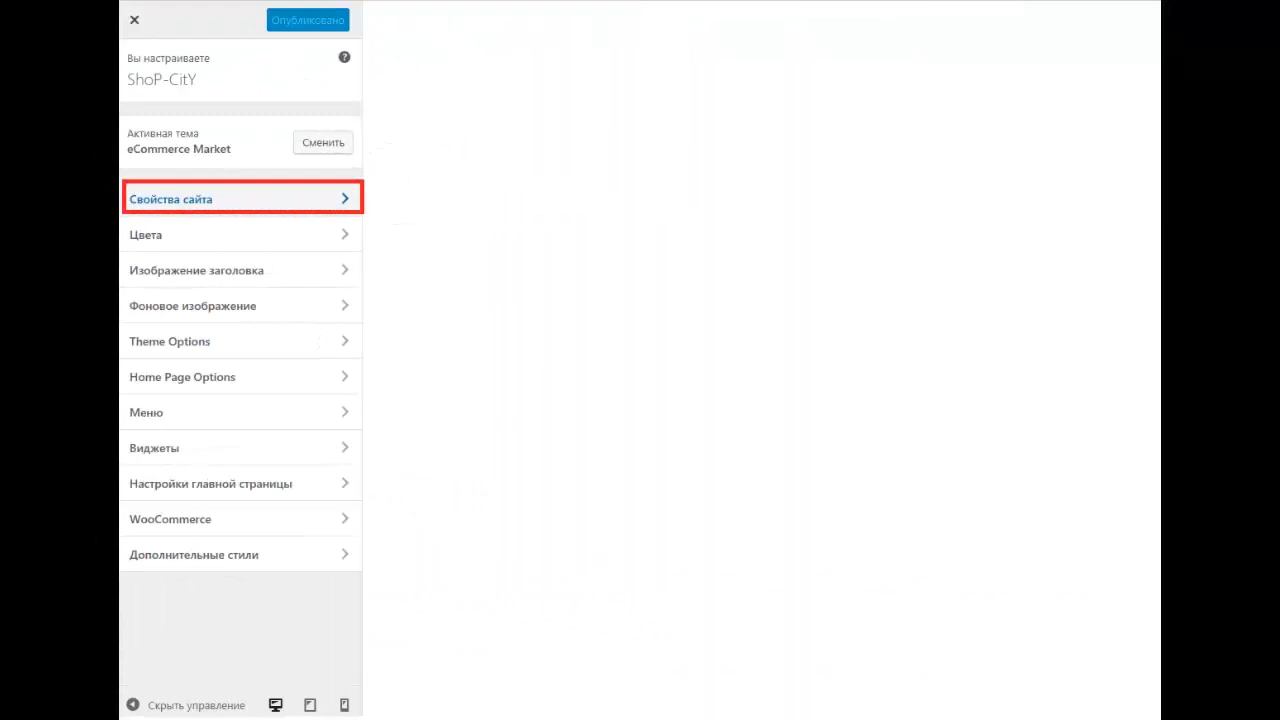 Опубликовано
Вы настраиваете
ShoP-CitY
Активная тема
eCommerce Market
Сменить
Свойства сайта
Цвета
Изображение заголовка
Фоновое изображение
Theme Options
Home Page Options
Меню
Виджеты
Настройки главной страницы
WooCommerce
Дополнительные стили
Скрыть управление